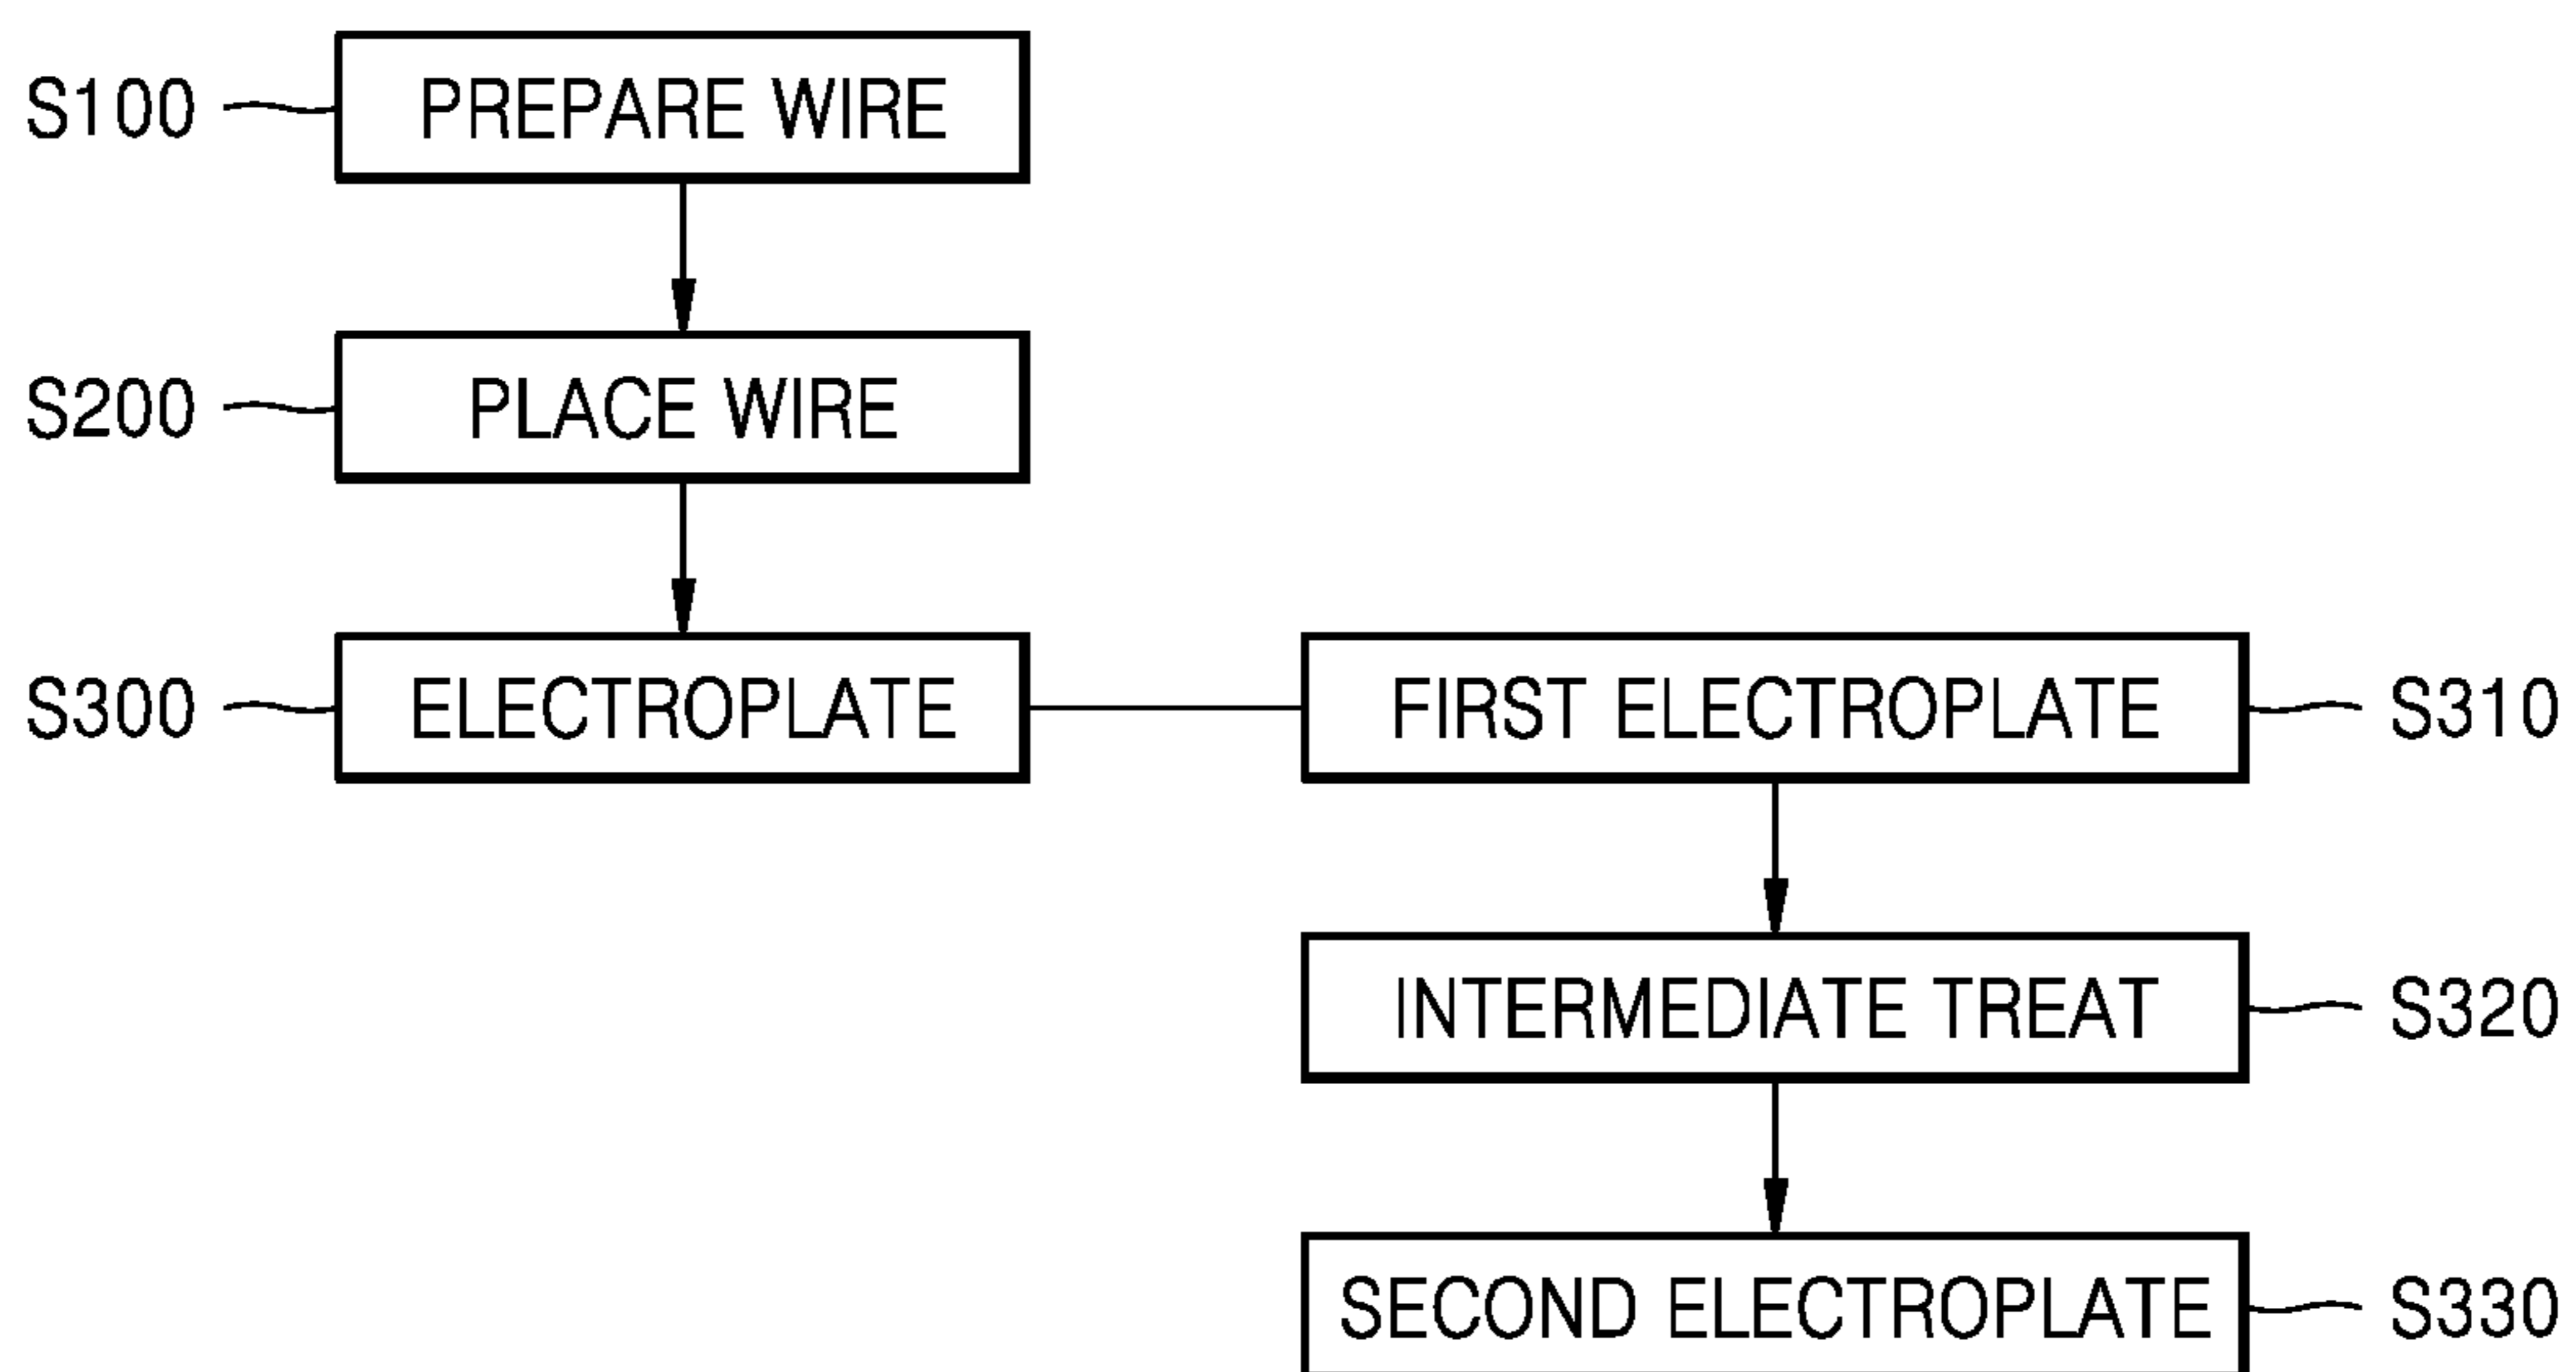 S100 PREPARE WIRE
S200 PLACE WIRE
S300 ELECTROPLATE FIRST ELECTROPLATE S310
INTERMEDIATE TREAT S320
SECOND ELECTROPLATE S330